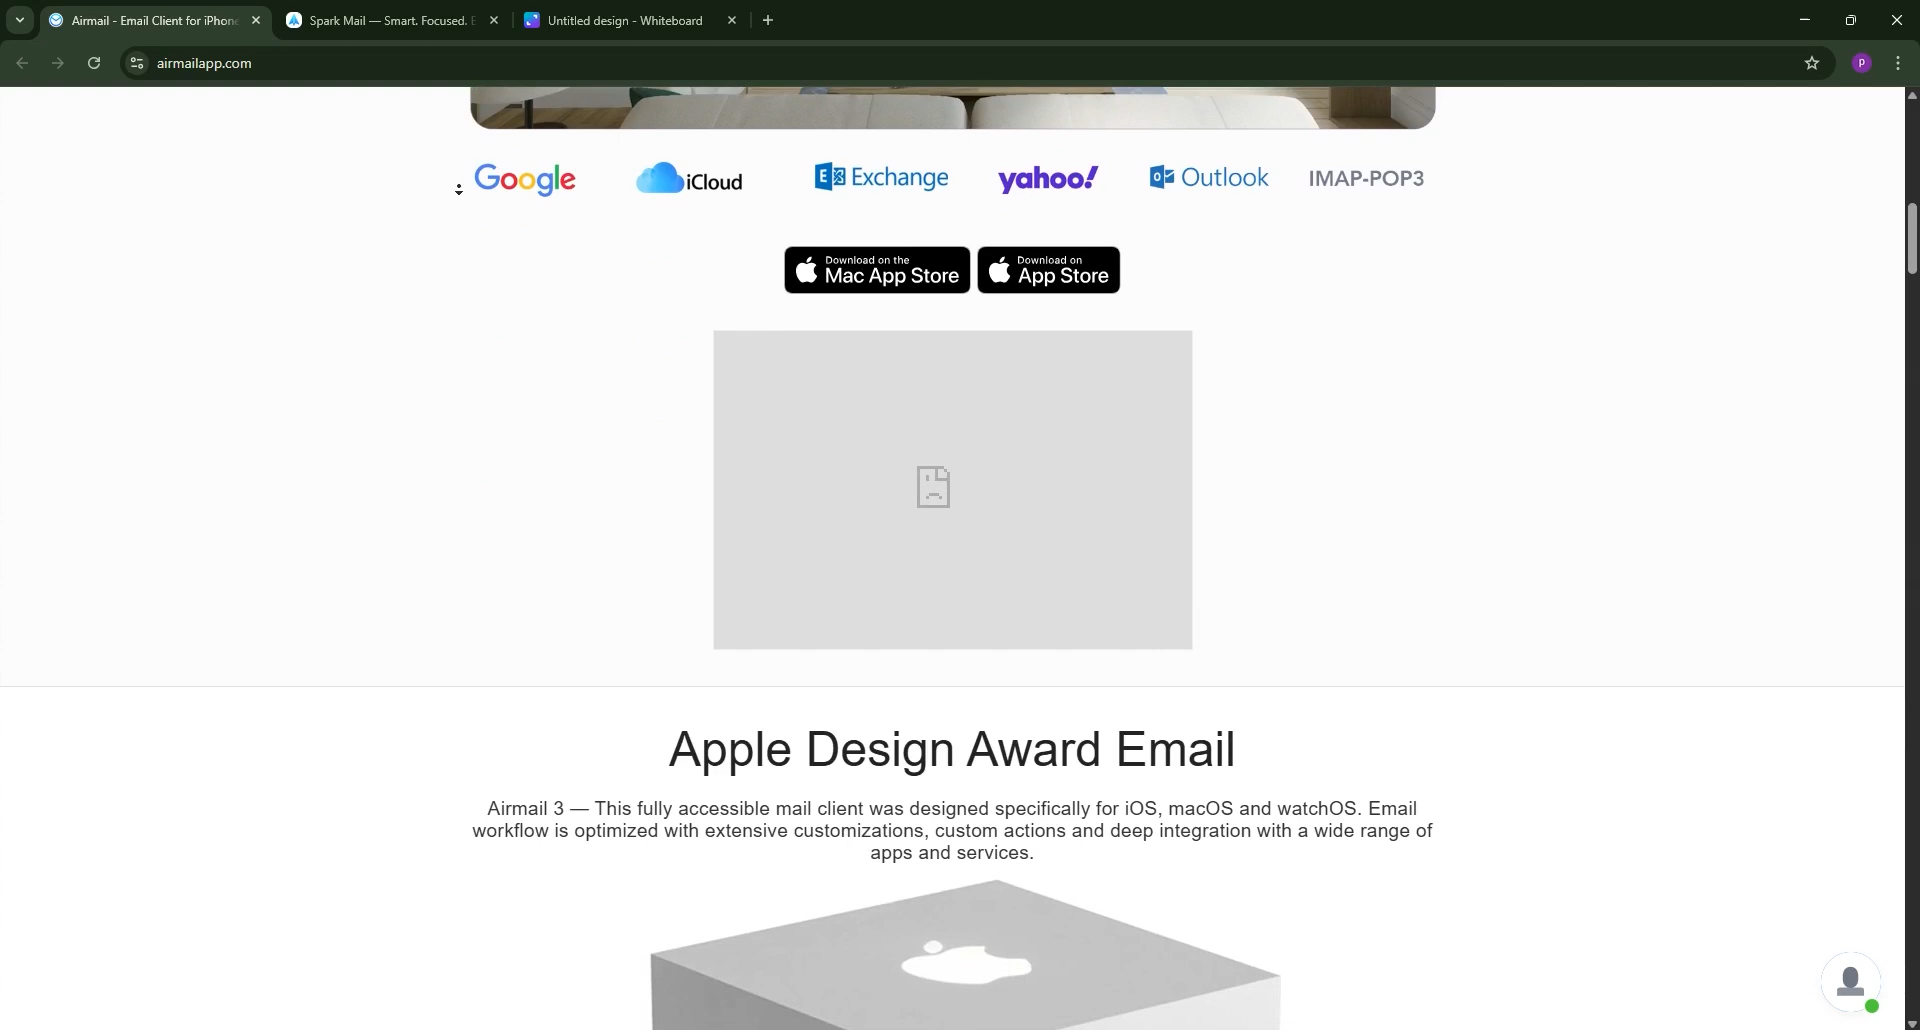 Airmail - Email Client for iPhone
Spark Mail — Smart. Focused. E
Untitled design - Whiteboard
airmailapp.com
P
Google
iCloud
Exchange
yahoo!
Outlook
IMAP-POP3
Download on the
Mac App Store
Download on
App Store
Apple Design Award Email
Airmail 3 — This fully accessible mail client was designed specifically for iOS, macOS and watchOS. Email
workflow is optimized with extensive customizations, custom actions and deep integration with a wide range of
apps and services.